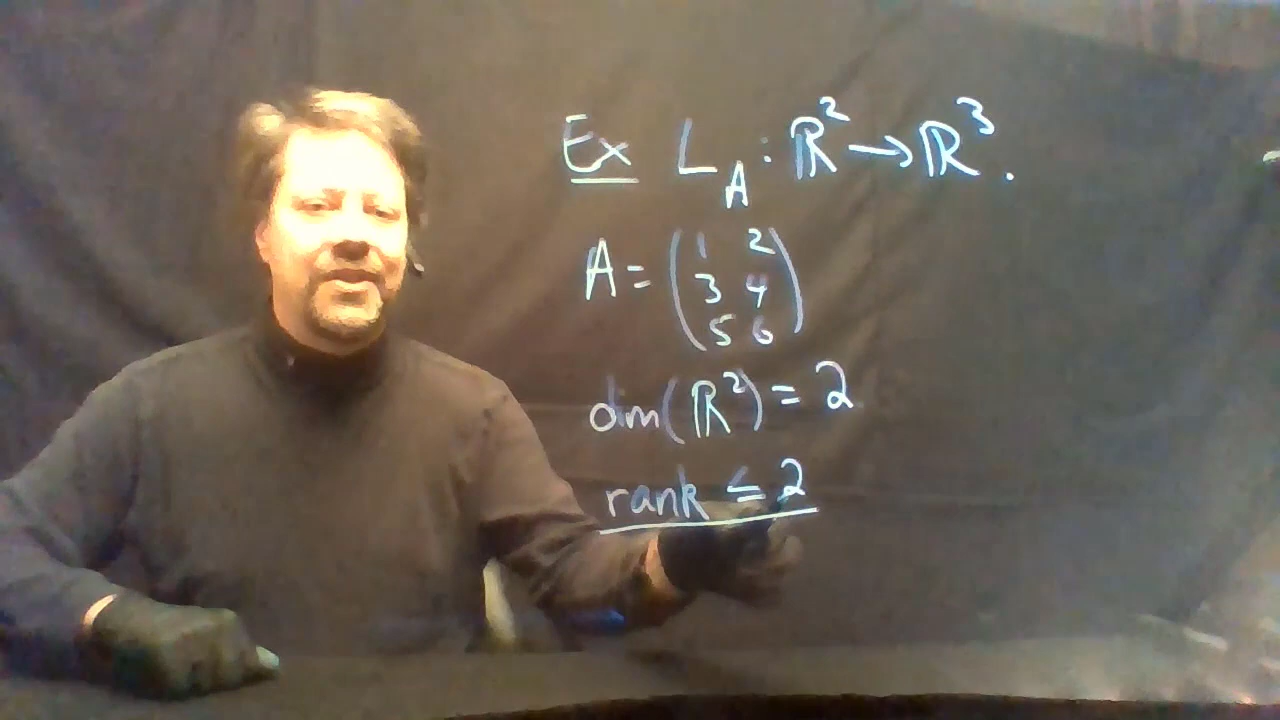 Ex L_A : ℝ² → ℝ³.
A = (1 2
3 4
5 6)
dim(ℝ²) = 2
rank ≤ 2